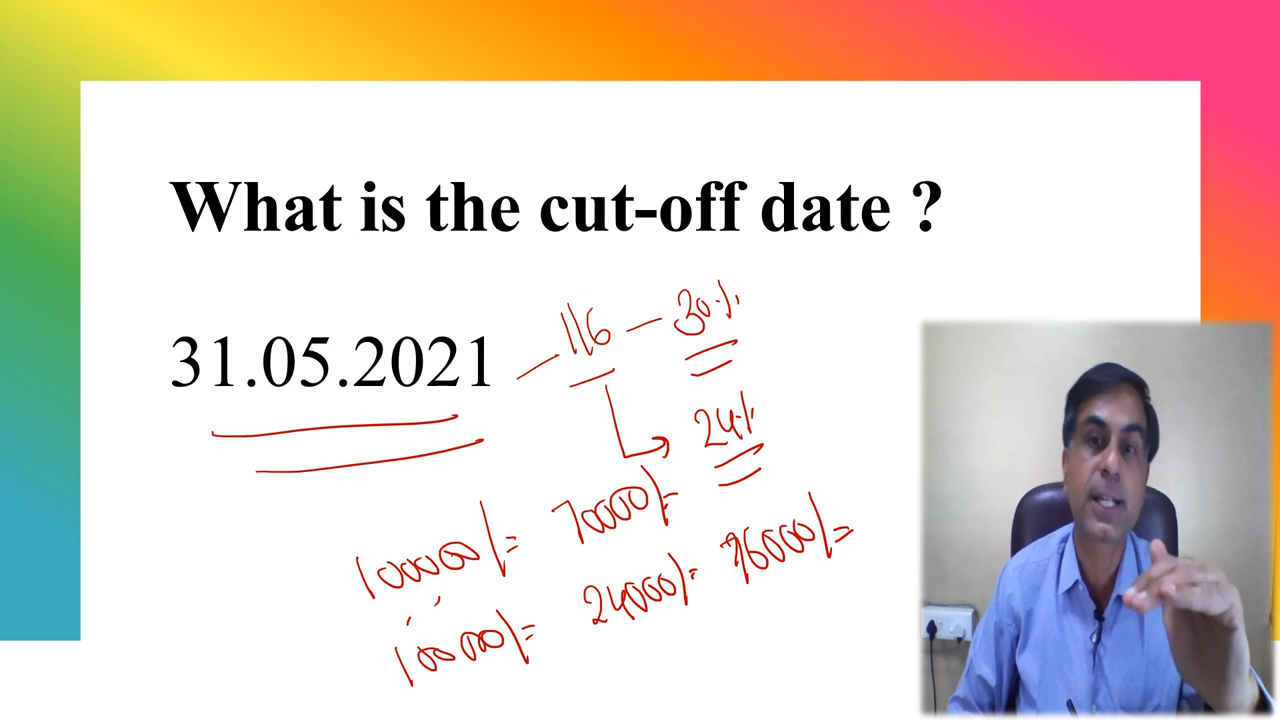 What is the cut-off date ?
31.05.2021 — 116 — 30%
24%
100000/= 70000/=
100000/= 24000/= 76000/=